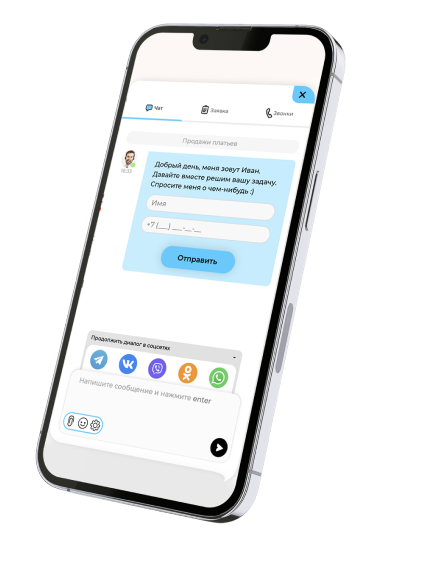 Чат
Заявка
Звонки
Продажи платьев
16:32
Добрый день, меня зовут Иван.
Давайте вместе решим вашу задачу.
Спросите меня о чем-нибудь :)
Имя
+7 (___) ___-__-__
Отправить
Продолжить диалог в соцсетях
Напишите сообщение и нажмите enter